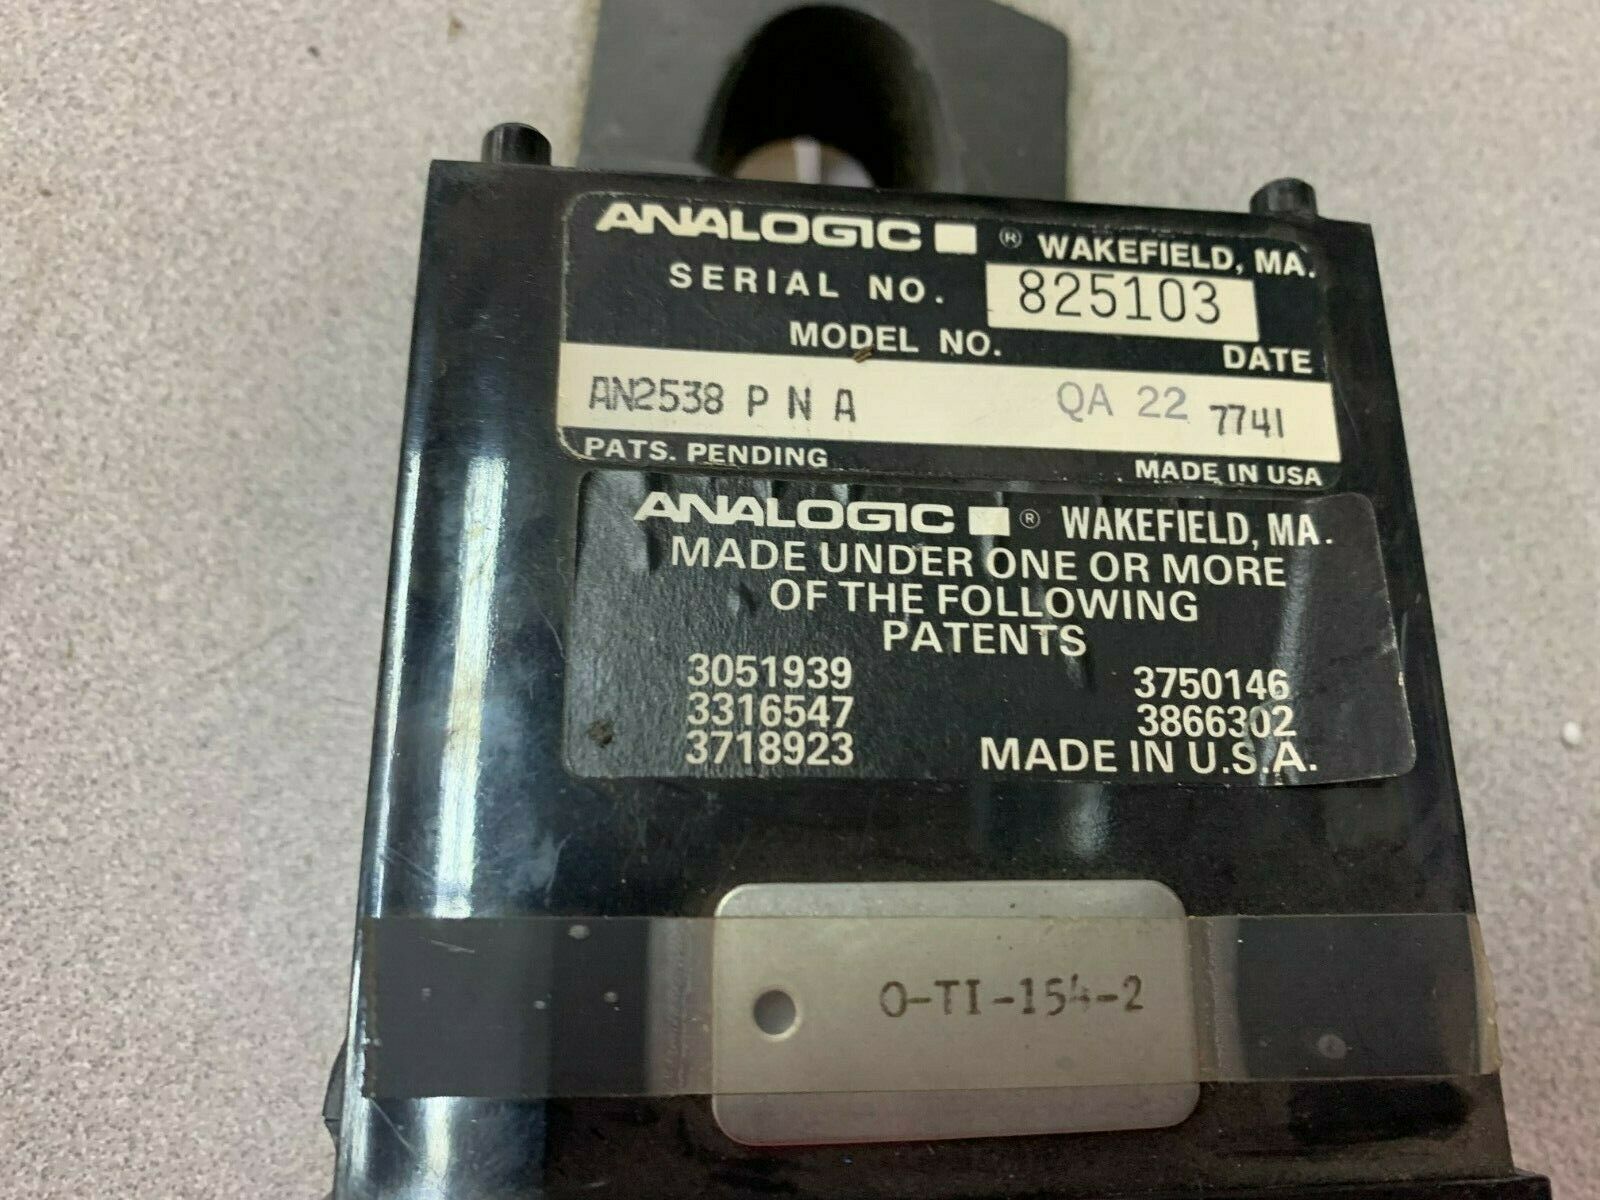 ANALOGIC ® WAKEFIELD, MA.
SERIAL NO. 825103
MODEL NO. DATE
AN2538 P N A QA 22 7741
PATS. PENDING MADE IN USA
ANALOGIC ® WAKEFIELD, MA.
MADE UNDER ONE OR MORE
OF THE FOLLOWING
PATENTS
3051939 3750146
3316547 3866302
3718923 MADE IN U.S.A.
O-TI-154-2